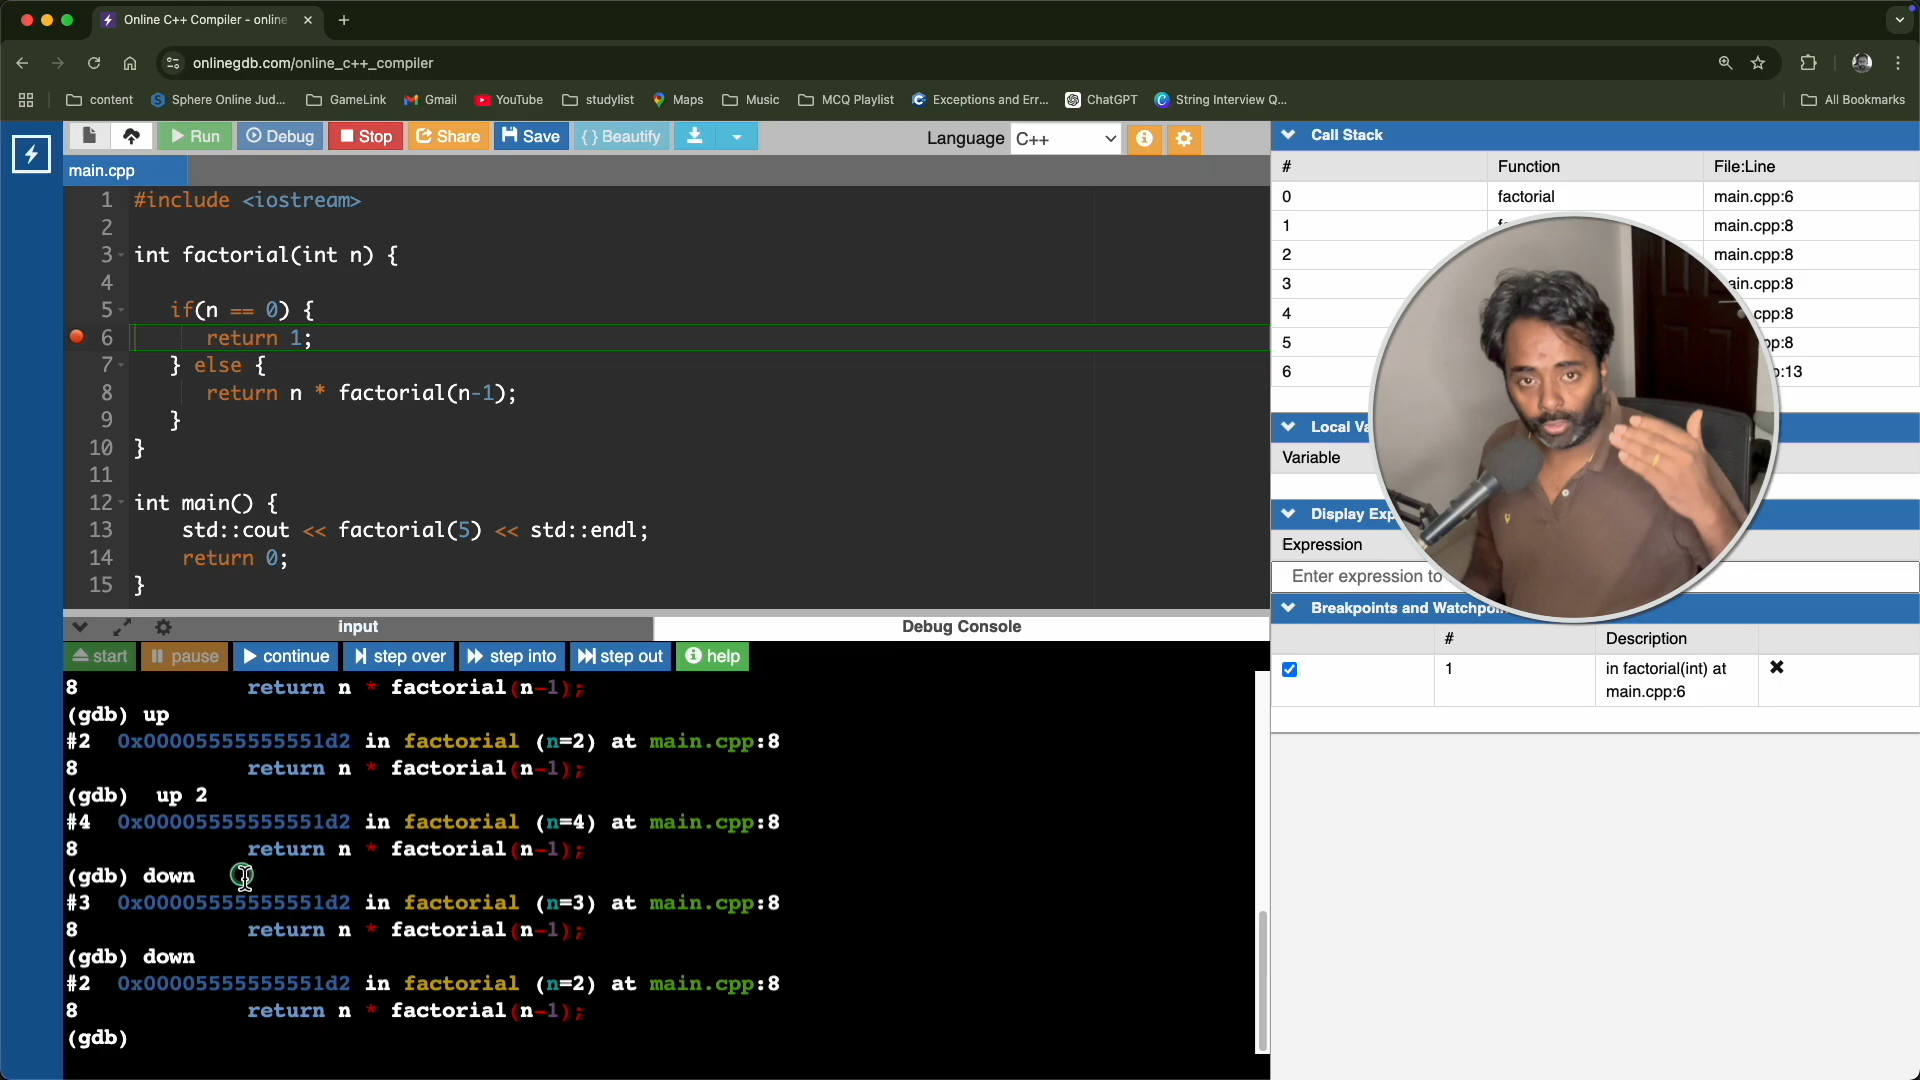 Online C++ Compiler - online
onlinegdb.com/online_c++_compiler
content
Sphere Online Jud...
GameLink
Gmail
YouTube
studylist
Maps
Music
MCQ Playlist
Exceptions and Err...
ChatGPT
String Interview Q...
All Bookmarks
Run
Debug
Stop
Share
Save
{ } Beautify
Language
C++
main.cpp
1 #include <iostream>
2
3 int factorial(int n) {
4
5 if(n == 0) {
6 return 1;
7 } else {
8 return n * factorial(n-1);
9 }
10 }
11
12 int main() {
13 std::cout << factorial(5) << std::endl;
14 return 0;
15 }
input
Debug Console
start
pause
continue
step over
step into
step out
help
8 return n * factorial(n-1);
(gdb) up
#2 0x00005555555551d2 in factorial (n=2) at main.cpp:8
8 return n * factorial(n-1);
(gdb) up 2
#4 0x00005555555551d2 in factorial (n=4) at main.cpp:8
8 return n * factorial(n-1);
(gdb) down
#3 0x00005555555551d2 in factorial (n=3) at main.cpp:8
8 return n * factorial(n-1);
(gdb) down
#2 0x00005555555551d2 in factorial (n=2) at main.cpp:8
8 return n * factorial(n-1);
(gdb)
Call Stack
# Function File:Line
0 factorial main.cpp:6
1 main.cpp:8
2 main.cpp:8
3 ain.cpp:8
4 cpp:8
5 pp:8
6 :13
Local Va
Variable
Display Exp
Expression
Enter expression to
Breakpoints and Watchpoin
# Description
1 in factorial(int) at
main.cpp:6